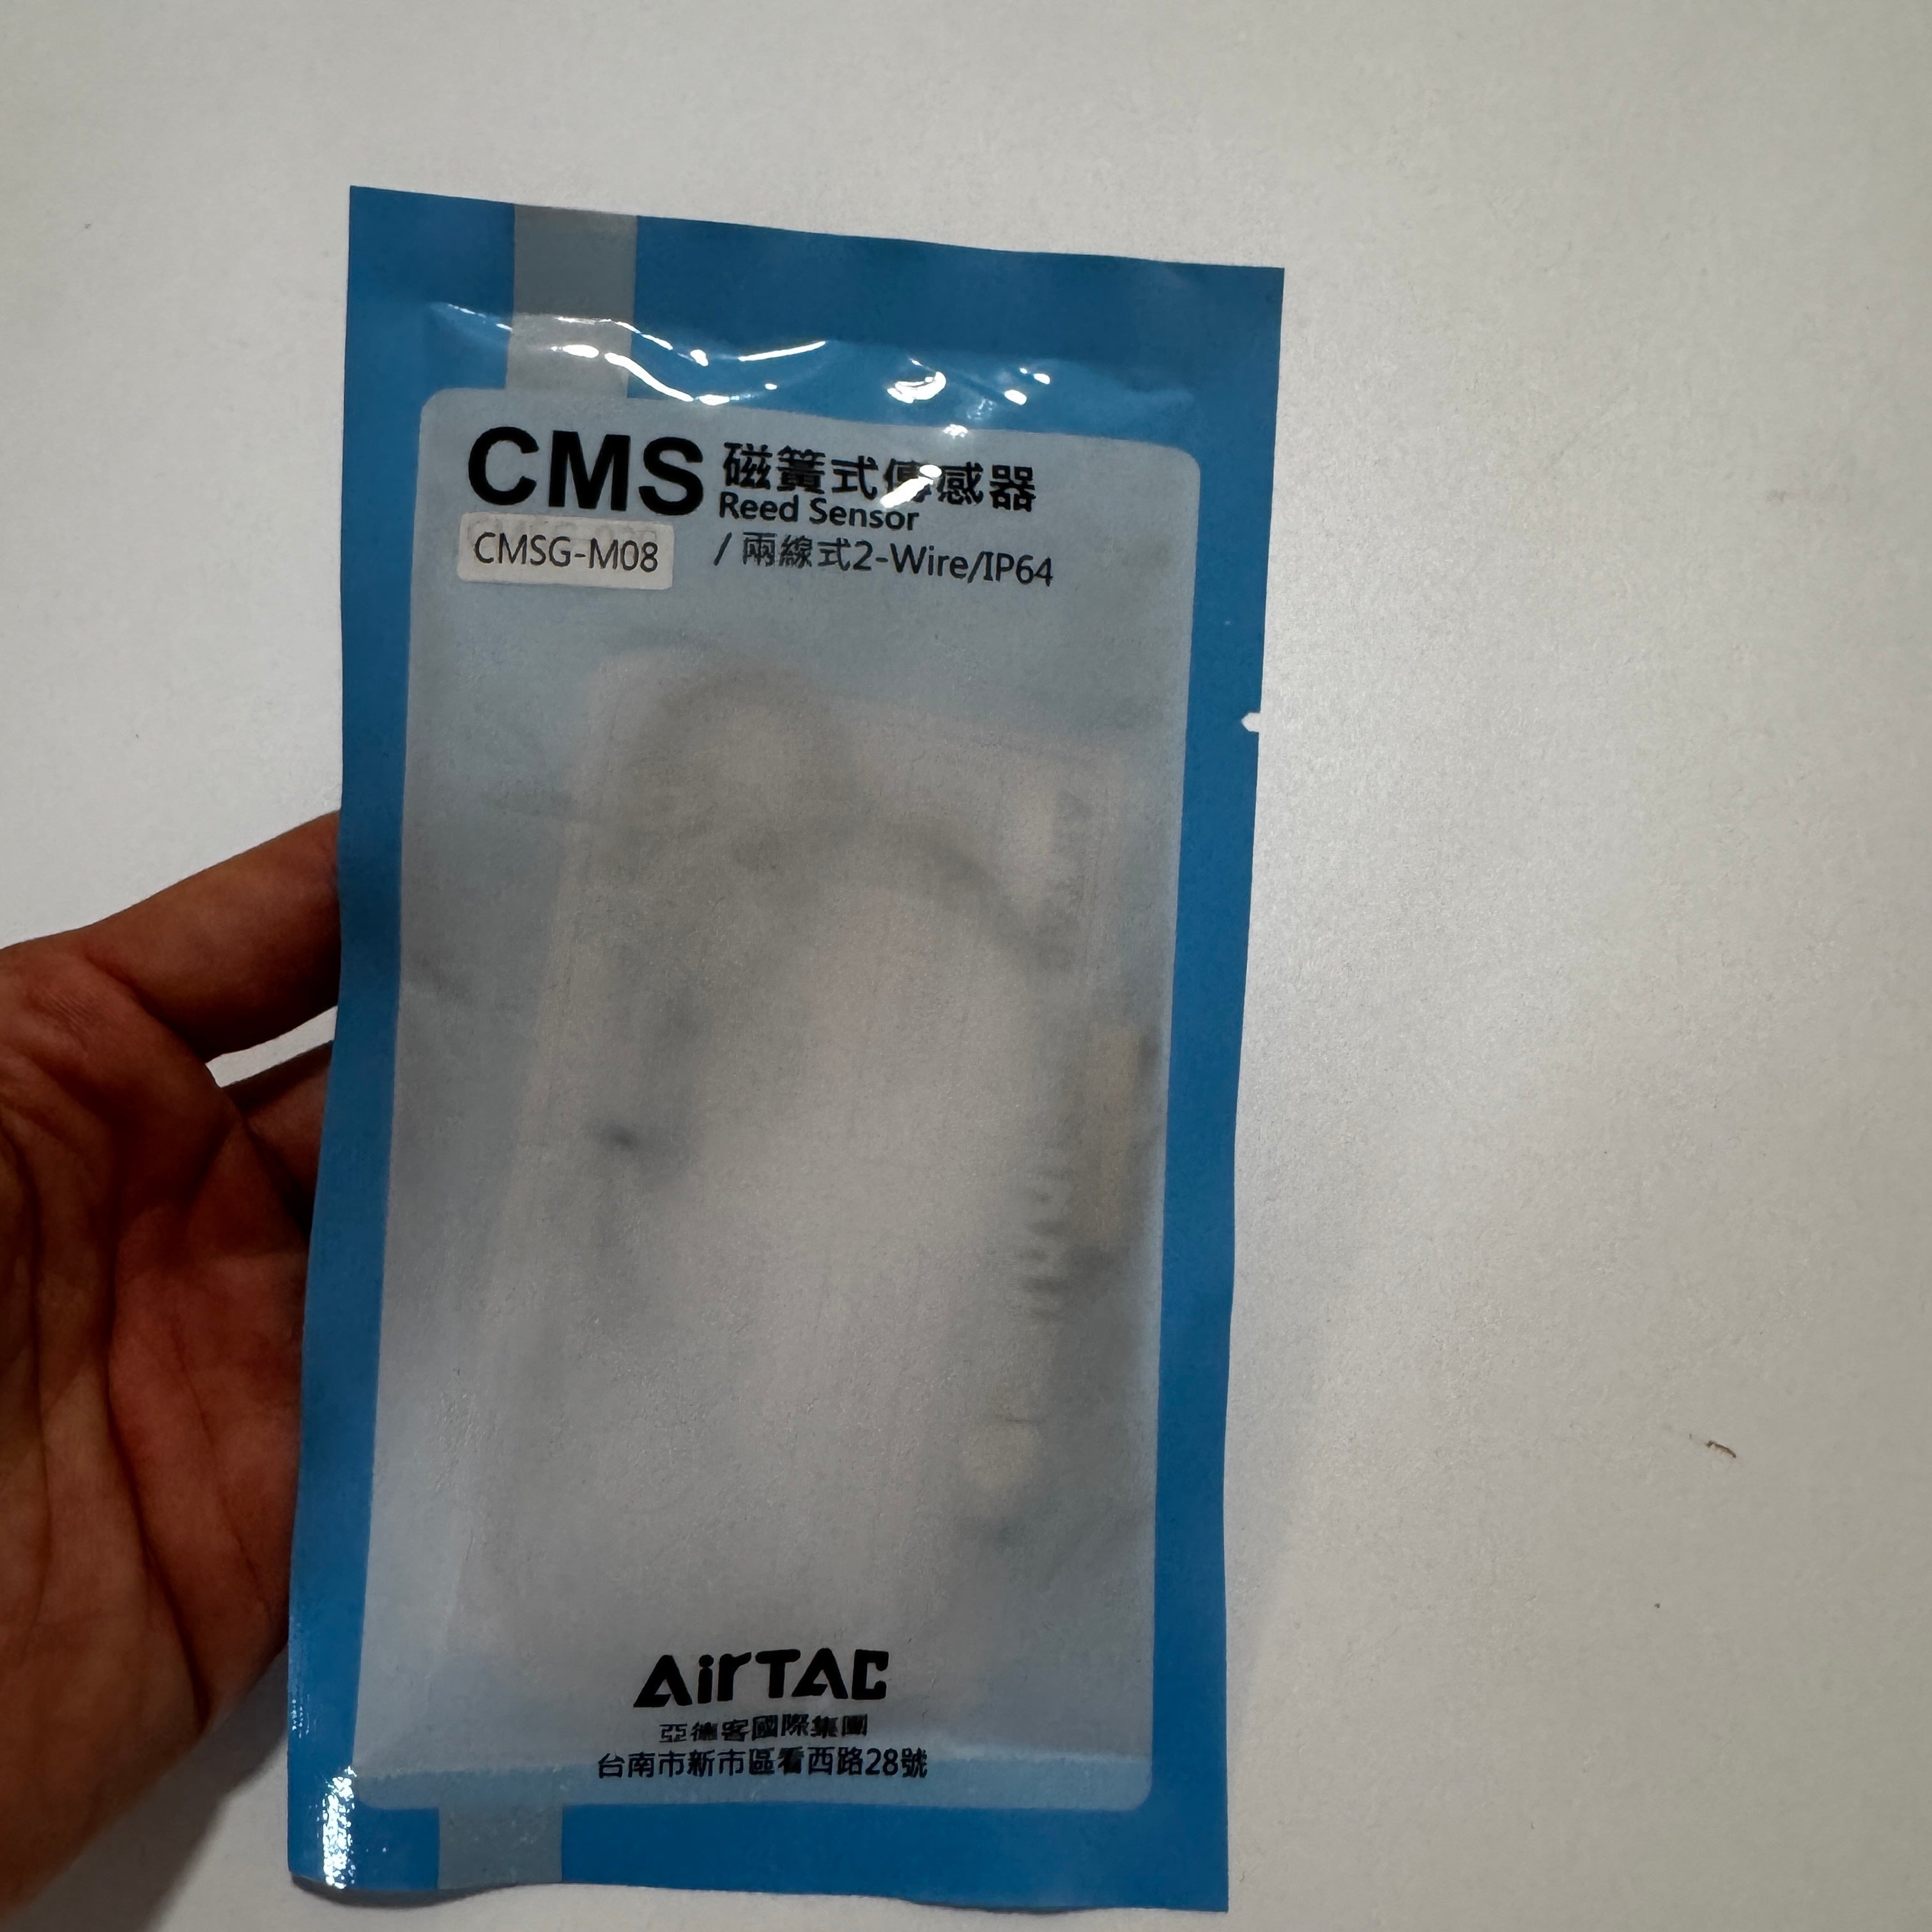 CMS 磁簧式傳感器
Reed Sensor
CMSG-M08 / 兩線式2-Wire/IP64
AirTAC
亞德客國際集團
台南市新市區看西路28號